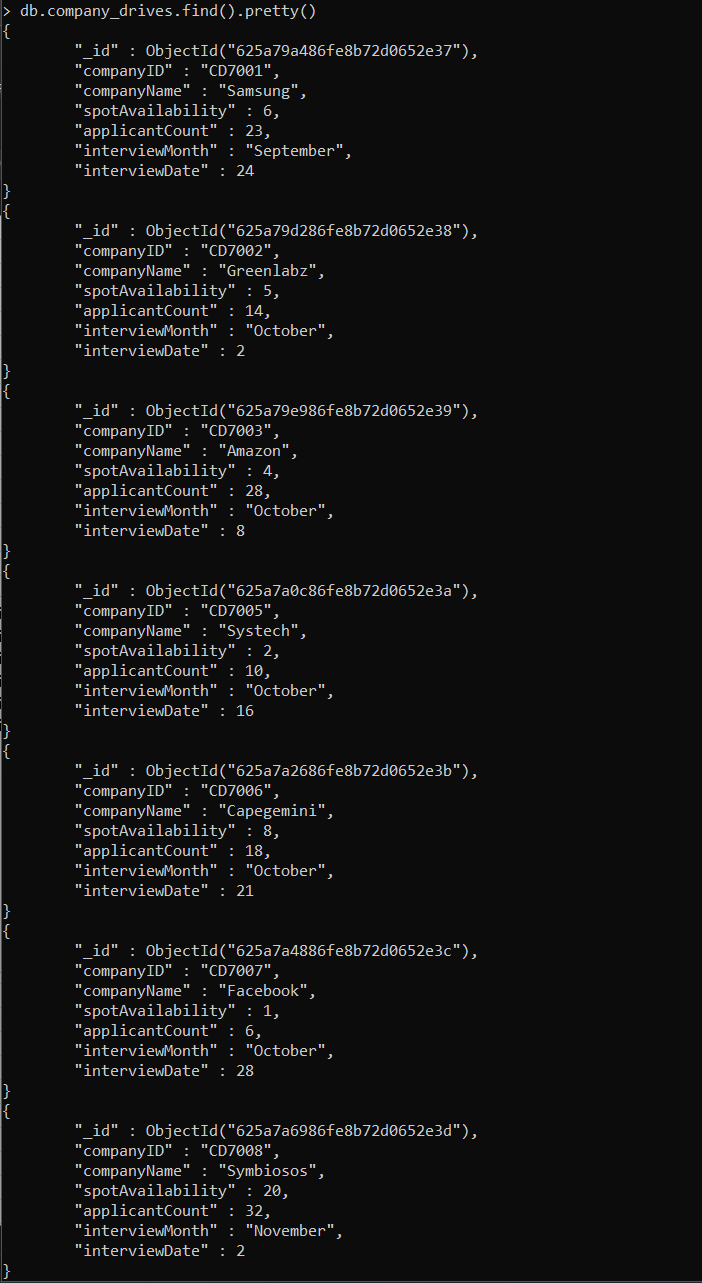 > db.company_drives.find().pretty()
{
"_id" : ObjectId("625a79a486fe8b72d0652e37"),
"companyID" : "CD7001",
"companyName" : "Samsung",
"spotAvailability" : 6,
"applicantCount" : 23,
"interviewMonth" : "September",
"interviewDate" : 24
}
{
"_id" : ObjectId("625a79d286fe8b72d0652e38"),
"companyID" : "CD7002",
"companyName" : "Greenlabz",
"spotAvailability" : 5,
"applicantCount" : 14,
"interviewMonth" : "October",
"interviewDate" : 2
}
{
"_id" : ObjectId("625a79e986fe8b72d0652e39"),
"companyID" : "CD7003",
"companyName" : "Amazon",
"spotAvailability" : 4,
"applicantCount" : 28,
"interviewMonth" : "October",
"interviewDate" : 8
}
{
"_id" : ObjectId("625a7a0c86fe8b72d0652e3a"),
"companyID" : "CD7005",
"companyName" : "Systech",
"spotAvailability" : 2,
"applicantCount" : 10,
"interviewMonth" : "October",
"interviewDate" : 16
}
{
"_id" : ObjectId("625a7a2686fe8b72d0652e3b"),
"companyID" : "CD7006",
"companyName" : "Capegemini",
"spotAvailability" : 8,
"applicantCount" : 18,
"interviewMonth" : "October",
"interviewDate" : 21
}
{
"_id" : ObjectId("625a7a4886fe8b72d0652e3c"),
"companyID" : "CD7007",
"companyName" : "Facebook",
"spotAvailability" : 1,
"applicantCount" : 6,
"interviewMonth" : "October",
"interviewDate" : 28
}
{
"_id" : ObjectId("625a7a6986fe8b72d0652e3d"),
"companyID" : "CD7008",
"companyName" : "Symbiosos",
"spotAvailability" : 20,
"applicantCount" : 32,
"interviewMonth" : "November",
"interviewDate" : 2
}